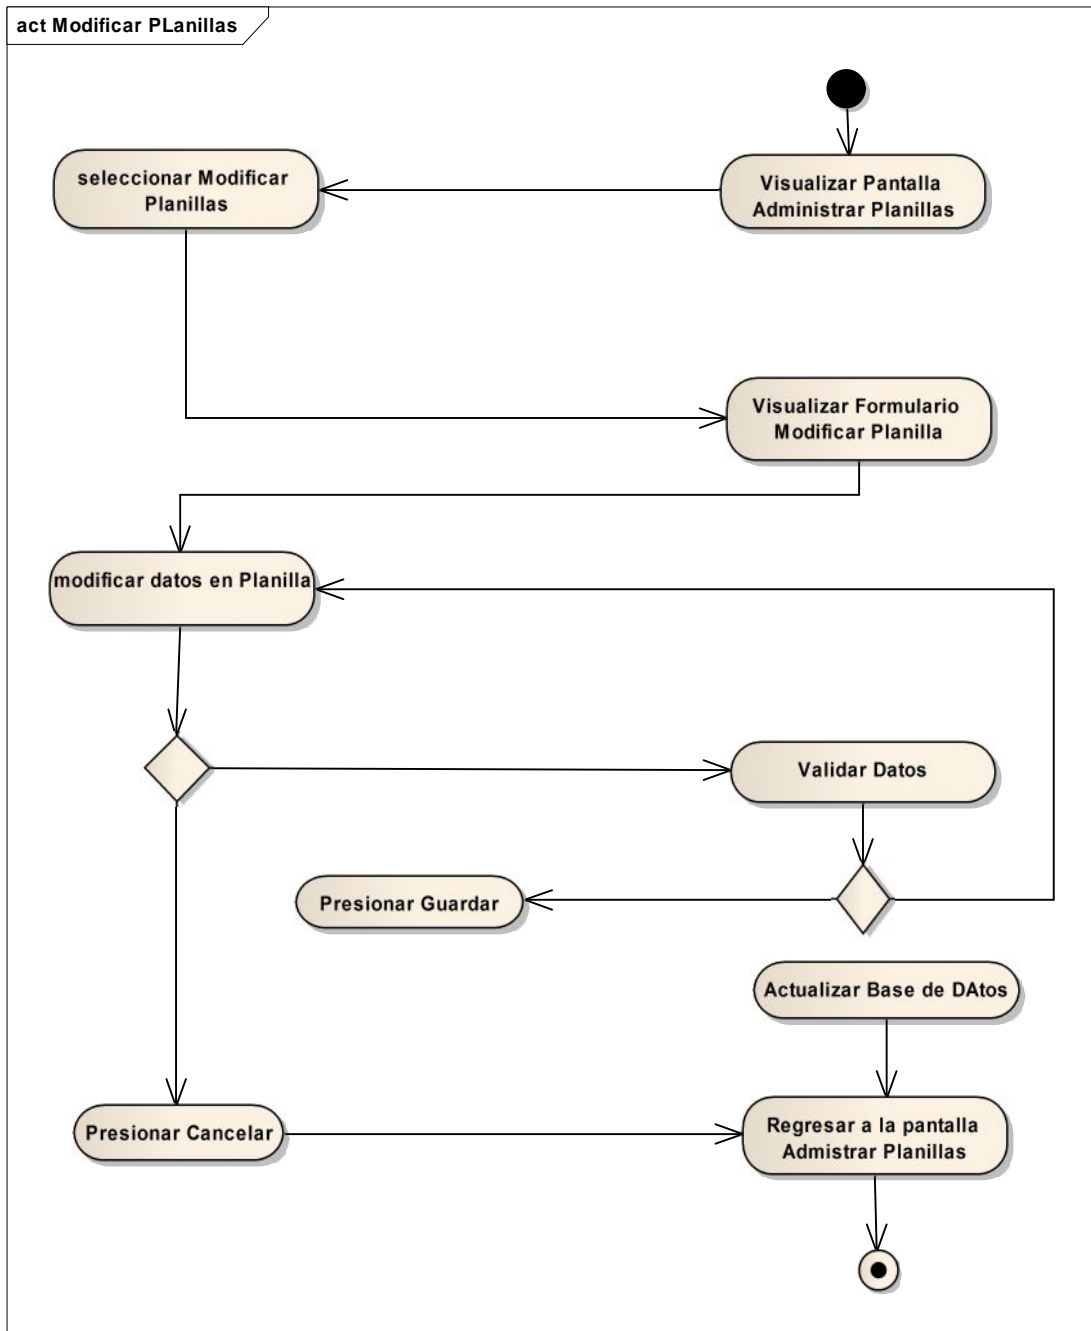 act Modificar PLanillas
seleccionar Modificar
Planillas
Visualizar Pantalla
Administrar Planillas
Visualizar Formulario
Modificar Planilla
modificar datos en Planilla
Validar Datos
Presionar Guardar
Actualizar Base de DAtos
Presionar Cancelar
Regresar a la pantalla
Admistrar Planillas